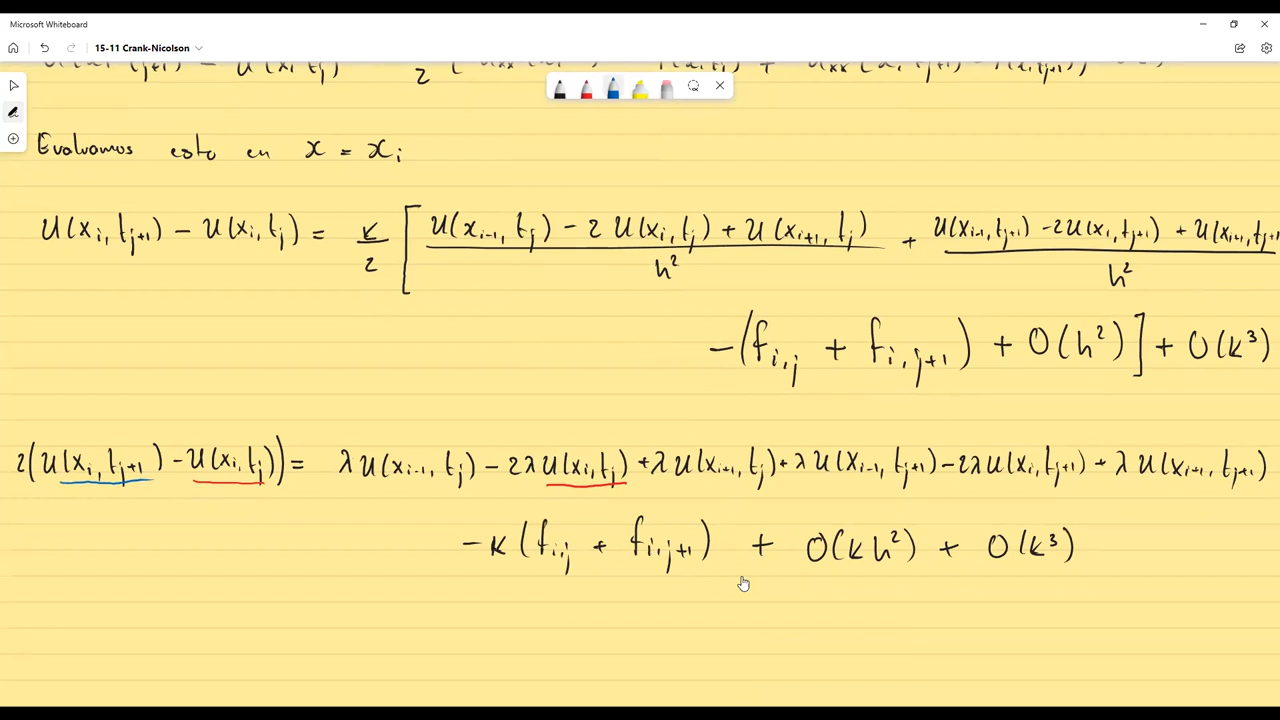 Microsoft Whiteboard
15-11 Crank-Nicolson
Evaluamos esto en x = xᵢ
U(xᵢ, tⱼ₊₁) − U(xᵢ, tⱼ) = k/2 [ (U(xᵢ₋₁, tⱼ) − 2 U(xᵢ, tⱼ) + U(xᵢ₊₁, tⱼ))/h² + (U(xᵢ₋₁, tⱼ₊₁) − 2U(xᵢ, tⱼ₊₁) + U(xᵢ₊₁, tⱼ₊₁)/h²
−(fᵢ,ⱼ + fᵢ,ⱼ₊₁) + O(h²) ] + O(k³)
2(U(xᵢ, tⱼ₊₁) − U(xᵢ, tⱼ)) = λU(xᵢ₋₁, tⱼ) − 2λU(xᵢ, tⱼ) + λU(xᵢ₊₁, tⱼ) + λU(xᵢ₋₁, tⱼ₊₁) − 2λU(xᵢ, tⱼ₊₁) + λU(xᵢ₊₁, tⱼ₊₁)
−k(fᵢ,ⱼ + fᵢ,ⱼ₊₁) + O(kh²) + O(k³)